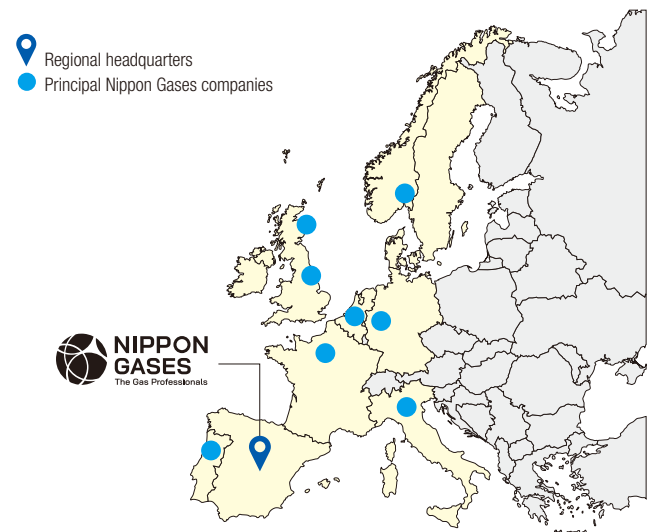 Regional headquarters
Principal Nippon Gases companies
NIPPON
GASES
The Gas Professionals